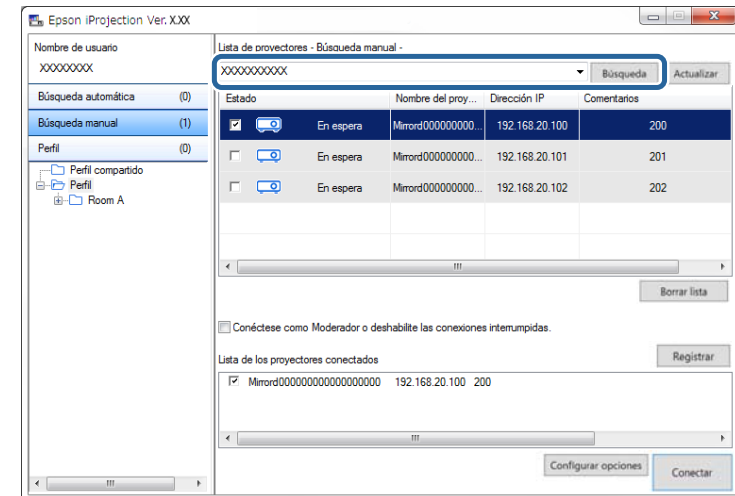 Epson iProjection Ver. X.XX
Nombre de usuario
XXXXXXXX
Búsqueda automática (0)
Búsqueda manual (1)
Perfil (0)
Perfil compartido
Perfil
Room A
Lista de proyectores - Búsqueda manual -
XXXXXXXXXX Búsqueda Actualizar
Estado Nombre del proy... Dirección IP Comentarios
En espera Mirrord000000000... 192.168.20.100 200
En espera Mirrord000000000... 192.168.20.101 201
En espera Mirrord000000000... 192.168.20.102 202
Borrar lista
Conéctese como Moderador o deshabilite las conexiones interrumpidas.
Lista de los proyectores conectados Registrar
Mirrord000000000000000000 192.168.20.100 200
Configurar opciones Conectar